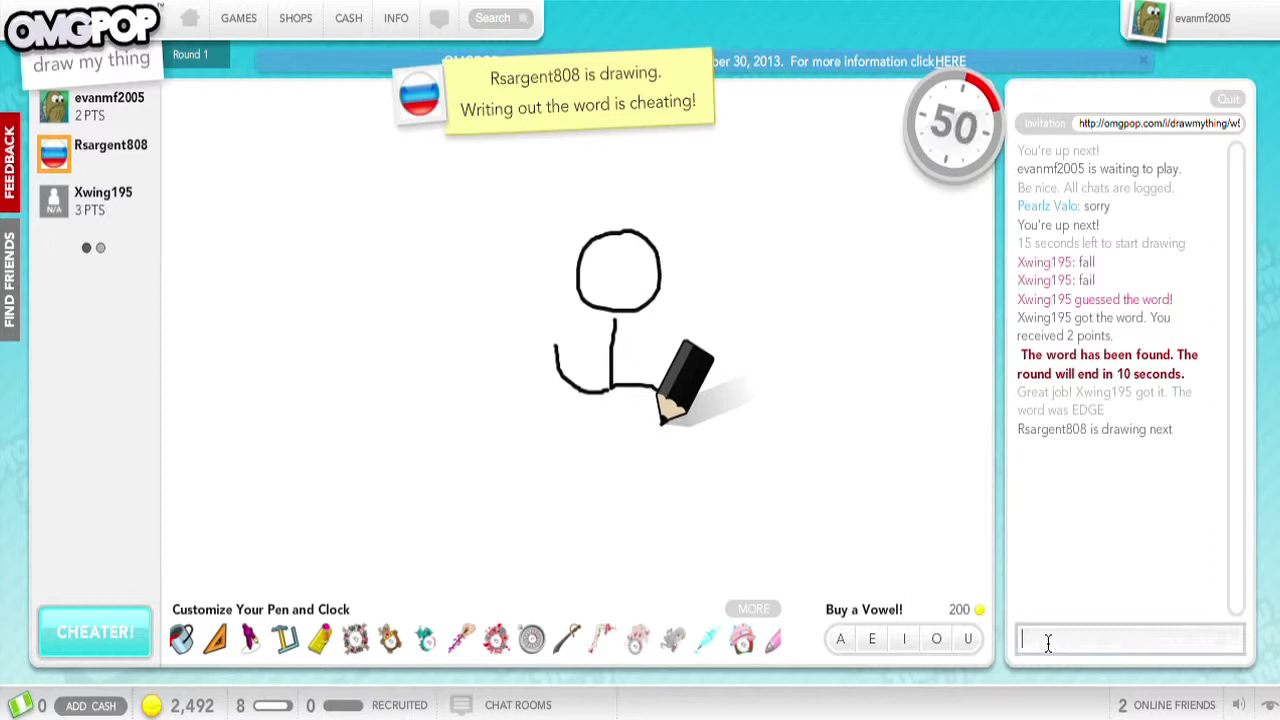 OMGPOP
™
draw my thing
GAMES
SHOPS
CASH
INFO
Search
evanmf2005
Round 1
ber 30, 2013. For more information clickHERE
Rsargent808 is drawing.
Writing out the word is cheating!
50
FEEDBACK
FIND FRIENDS
evanmf2005
2 PTS
Rsargent808
N/A
Xwing195
3 PTS
Quit
Invitation http://omgpop.com/i/drawmything/w
You're up next!
evanmf2005 is waiting to play.
Be nice. All chats are logged.
Pearlz Valo: sorry
You're up next!
15 seconds left to start drawing
Xwing195: fall
Xwing195: fail
Xwing195 guessed the word!
Xwing195 got the word. You
received 2 points.
The word has been found. The
round will end in 10 seconds.
Great job! Xwing195 got it. The
word was EDGE
Rsargent808 is drawing next
CHEATER!
Customize Your Pen and Clock
MORE
Buy a Vowel!
200
A E I O U
0
ADD CASH
2,492
8
0
RECRUITED
CHAT ROOMS
2 ONLINE FRIENDS